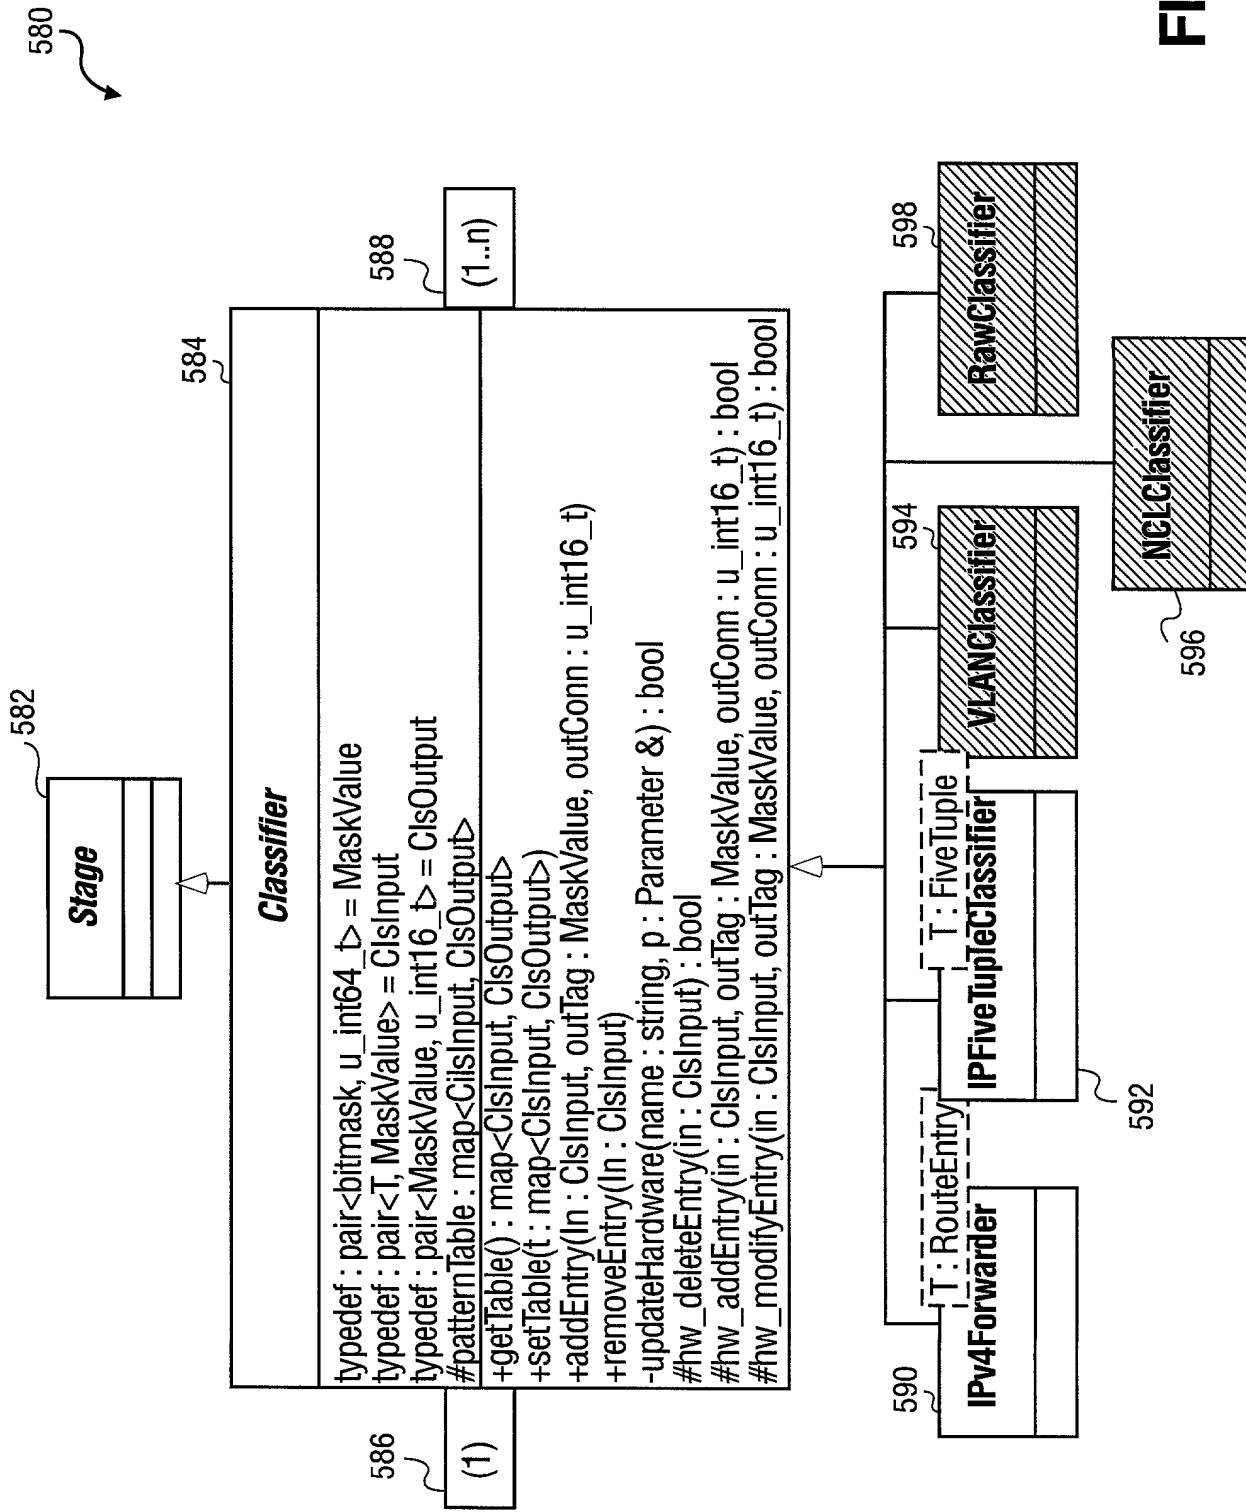 580
582
Stage
584
Classifier
typedef : pair<bitmask, u_int64_t> = MaskValue
typedef : pair<T, MaskValue> = ClsInput
typedef : pair<MaskValue, u_int16_t> = ClsOutput
#patternTable : map<CilsInput, ClsOutput>
586
(1)
588
(1..n)
+getTable() : map<ClsInput, ClsOutput>
+setTable(t : map<ClsInput, ClsOutput>)
+addEntry(In : ClsInput, outTag : MaskValue, outConn : u_int16_t)
+removeEntry(In : ClsInput)
-updateHardware(name : string, p : Parameter &) : bool
#hw_deleteEntry(in : ClsInput) : bool
#hw_addEntry(in : ClsInput, outTag : MaskValue, outConn : u_int16_t) : bool
#hw_modifyEntry(in : ClsInput, outTag : MaskValue, outConn : u_int16_t) : bool
590
T : RouteEntry
IPv4Forwarder
T : FiveTuple
IPFiveTupleClassifier
592
594
VLANClassifier
598
RawClassifier
NCLClassifier
596